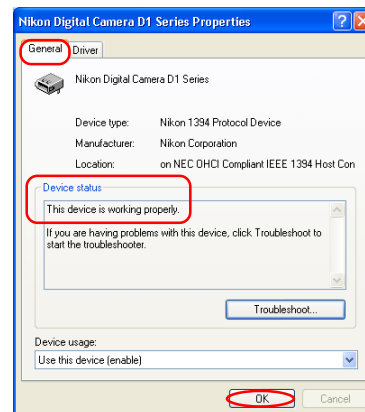 Nikon Digital Camera D1 Series Properties
General Driver
Nikon Digital Camera D1 Series
Device type: Nikon 1394 Protocol Device
Manufacturer: Nikon Corporation
Location: on NEC OHCI Compliant IEEE 1394 Host Con
Device status
This device is working properly.
If you are having problems with this device, click Troubleshoot to
start the troubleshooter.
Troubleshoot...
Device usage:
Use this device (enable)
OK Cancel